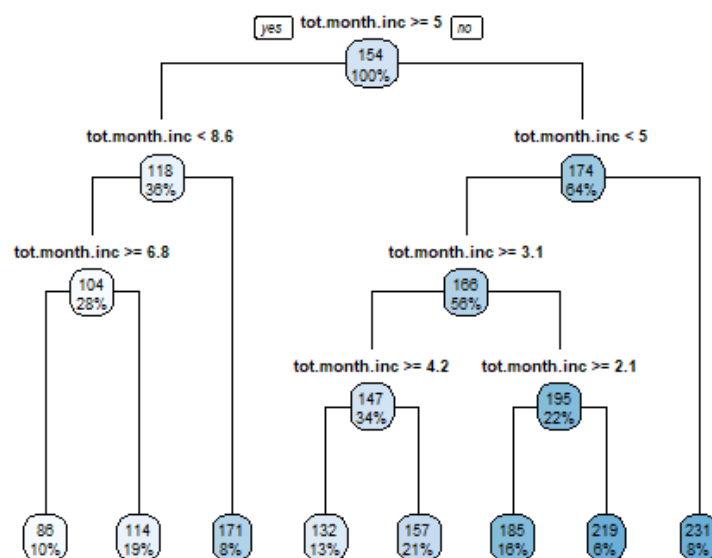 yes tot.month.inc >= 5 no
154
100%
tot.month.inc < 8.6 tot.month.inc < 5
118 174
36% 64%
tot.month.inc >= 6.8 tot.month.inc >= 3.1
104 166
28% 56%
tot.month.inc >= 4.2 tot.month.inc >= 2.1
147 195
34% 22%
86 114 171 132 157 185 219 231
10% 19% 8% 13% 21% 16% 6% 8%